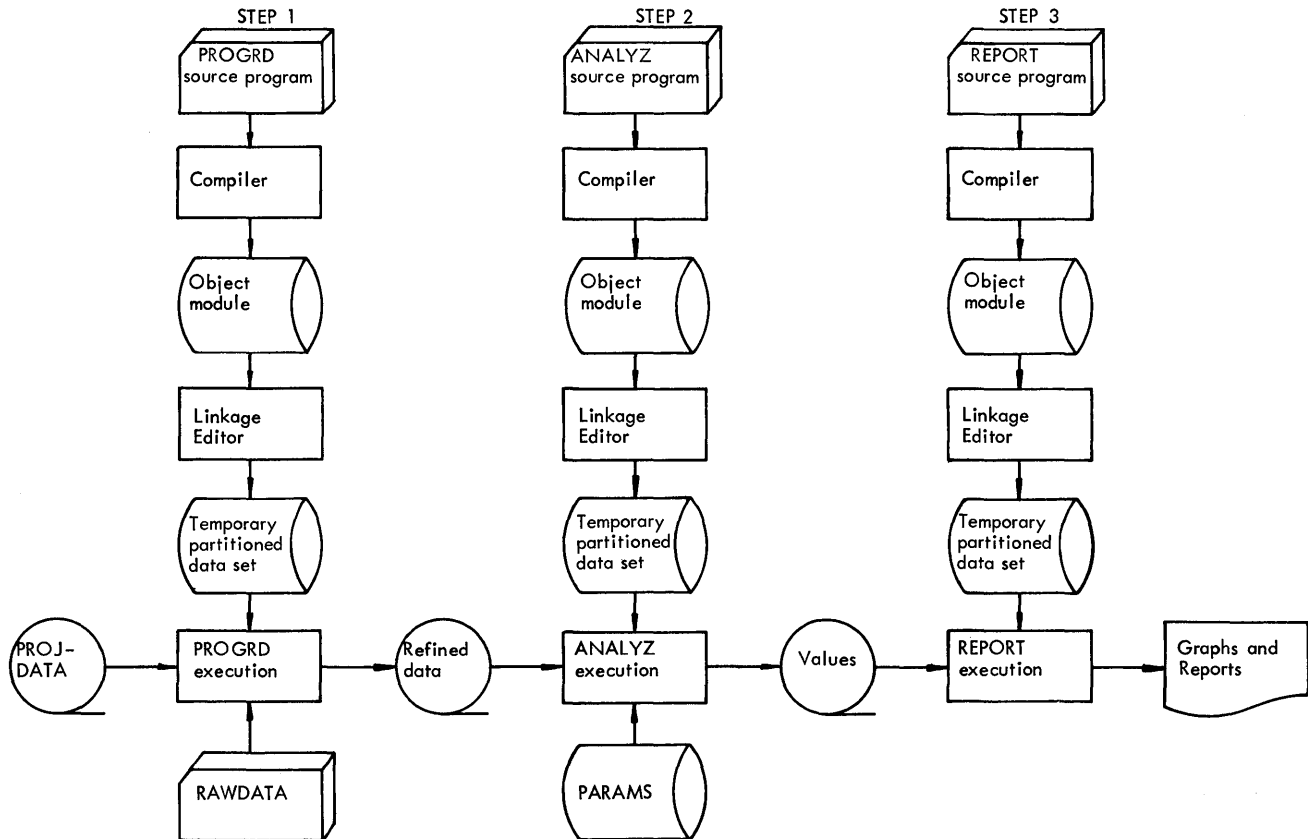 STEP 1
STEP 2
STEP 3
PROGRD
source program
ANALYZ
source program
REPORT
source program
Compiler
Compiler
Compiler
Object
module
Object
module
Object
module
Linkage
Editor
Linkage
Editor
Linkage
Editor
Temporary
partitioned
data set
Temporary
partitioned
data set
Temporary
partitioned
data set
PROJ-
DATA
PROGRD
execution
Refined
data
ANALYZ
execution
Values
REPORT
execution
Graphs and
Reports
RAWDATA
PARAMS